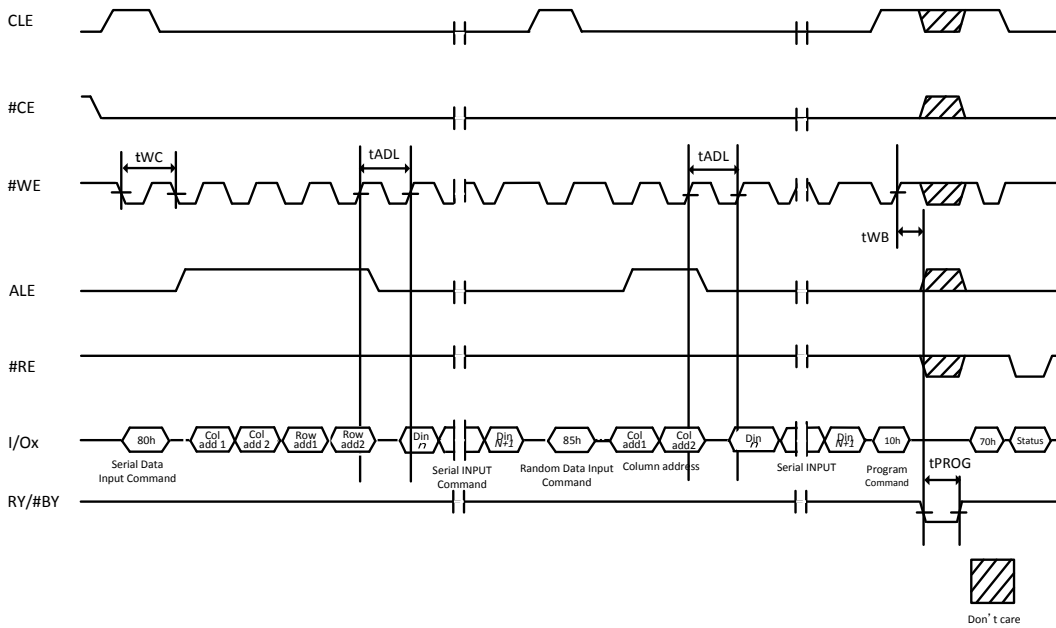 CLE
#CE
tWC
tADL
tADL
#WE
tWB
ALE
#RE
I/Ox
80h
Col add 1
Col add 2
Row add1
Row add2
Din n
Din N+1
85h
Col add1
Col add2
Din n
Din N+1
10h
70h
Status
Serial Data Input Command
Serial INPUT Command
Random Data Input Command
Column address
Serial INPUT
Program Command
tPROG
RY/#BY
Don't care